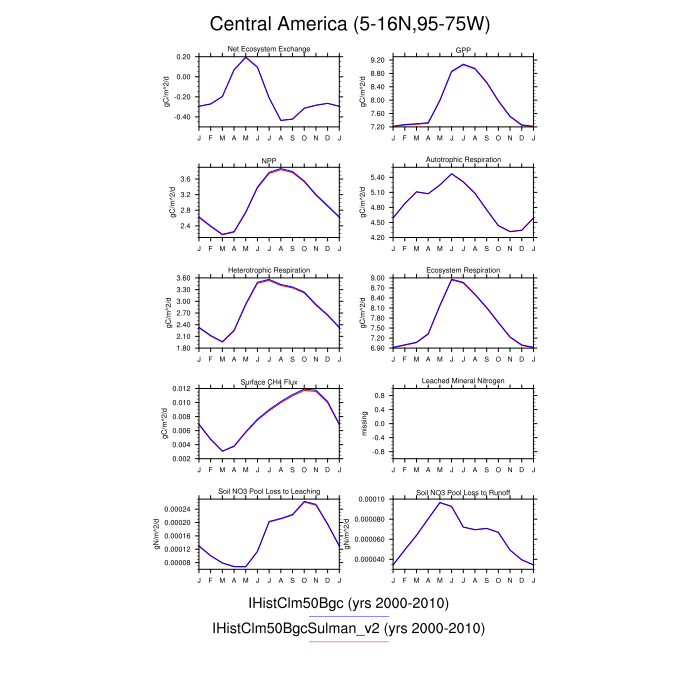 Central America (5-16N,95-75W)
Net Ecosystem Exchange
gC/m^2/d
0.20
0.00
-0.20
-0.40
J F M A M J J A S O N D J
GPP
gC/m^2/d
9.20
8.80
8.40
8.00
7.60
7.20
J F M A M J J A S O N D J
NPP
gC/m^2/d
3.6
3.2
2.8
2.4
J F M A M J J A S O N D J
Autotrophic Respiration
gC/m^2/d
5.40
5.10
4.80
4.50
4.20
J F M A M J J A S O N D J
Heterotrophic Respiration
gC/m^2/d
3.60
3.30
3.00
2.70
2.40
2.10
1.80
J F M A M J J A S O N D J
Ecosystem Respiration
gC/m^2/d
9.00
8.70
8.40
8.10
7.80
7.50
7.20
6.90
J F M A M J J A S O N D J
Surface CH4 Flux
gC/m^2/d
0.012
0.010
0.008
0.006
0.004
0.002
J F M A M J J A S O N D J
Leached Mineral Nitrogen
missing
0.8
0.4
0.0
-0.4
-0.8
J F M A M J J A S O N D J
Soil NO3 Pool Loss to Leaching
gN/m^2/d
0.00024
0.00020
0.00016
0.00012
0.00008
J F M A M J J A S O N D J
Soil NO3 Pool Loss to Runoff
gN/m^2/d
0.00010
0.000080
0.000060
0.000040
J F M A M J J A S O N D J
IHistClm50Bgc (yrs 2000-2010)
IHistClm50BgcSulman_v2 (yrs 2000-2010)